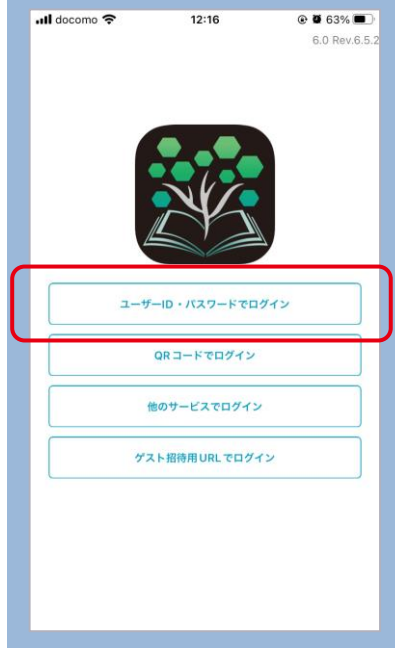 docomo 12:16 63%
6.0 Rev.6.5.2
ユーザーID・パスワードでログイン
QRコードでログイン
他のサービスでログイン
ゲスト招待用URLでログイン